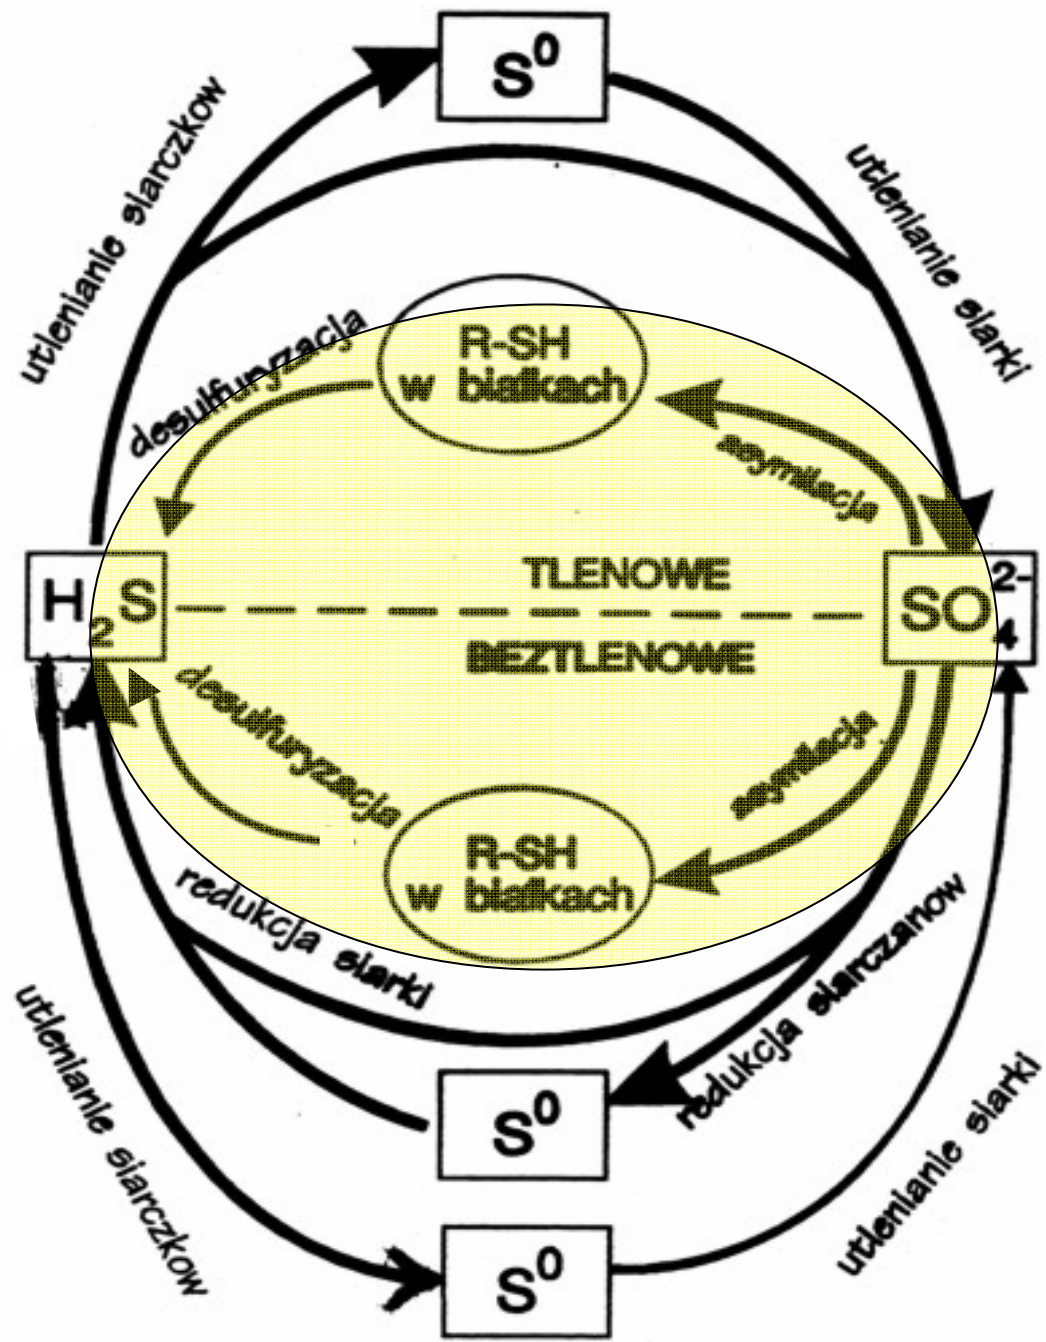 S⁰
utlenianie siarczkow
utlenianie siarki
R-SH
w białkach
desulfuryzacja
asymilacja
TLENOWE
H₂S
SO₄²⁻
BEZTLENOWE
desulfuryzacja
asymilacja
R-SH
w białkach
redukcja siarki
redukcja siarczanow
utlenianie siarczkow
S⁰
utlenianie siarki
S⁰